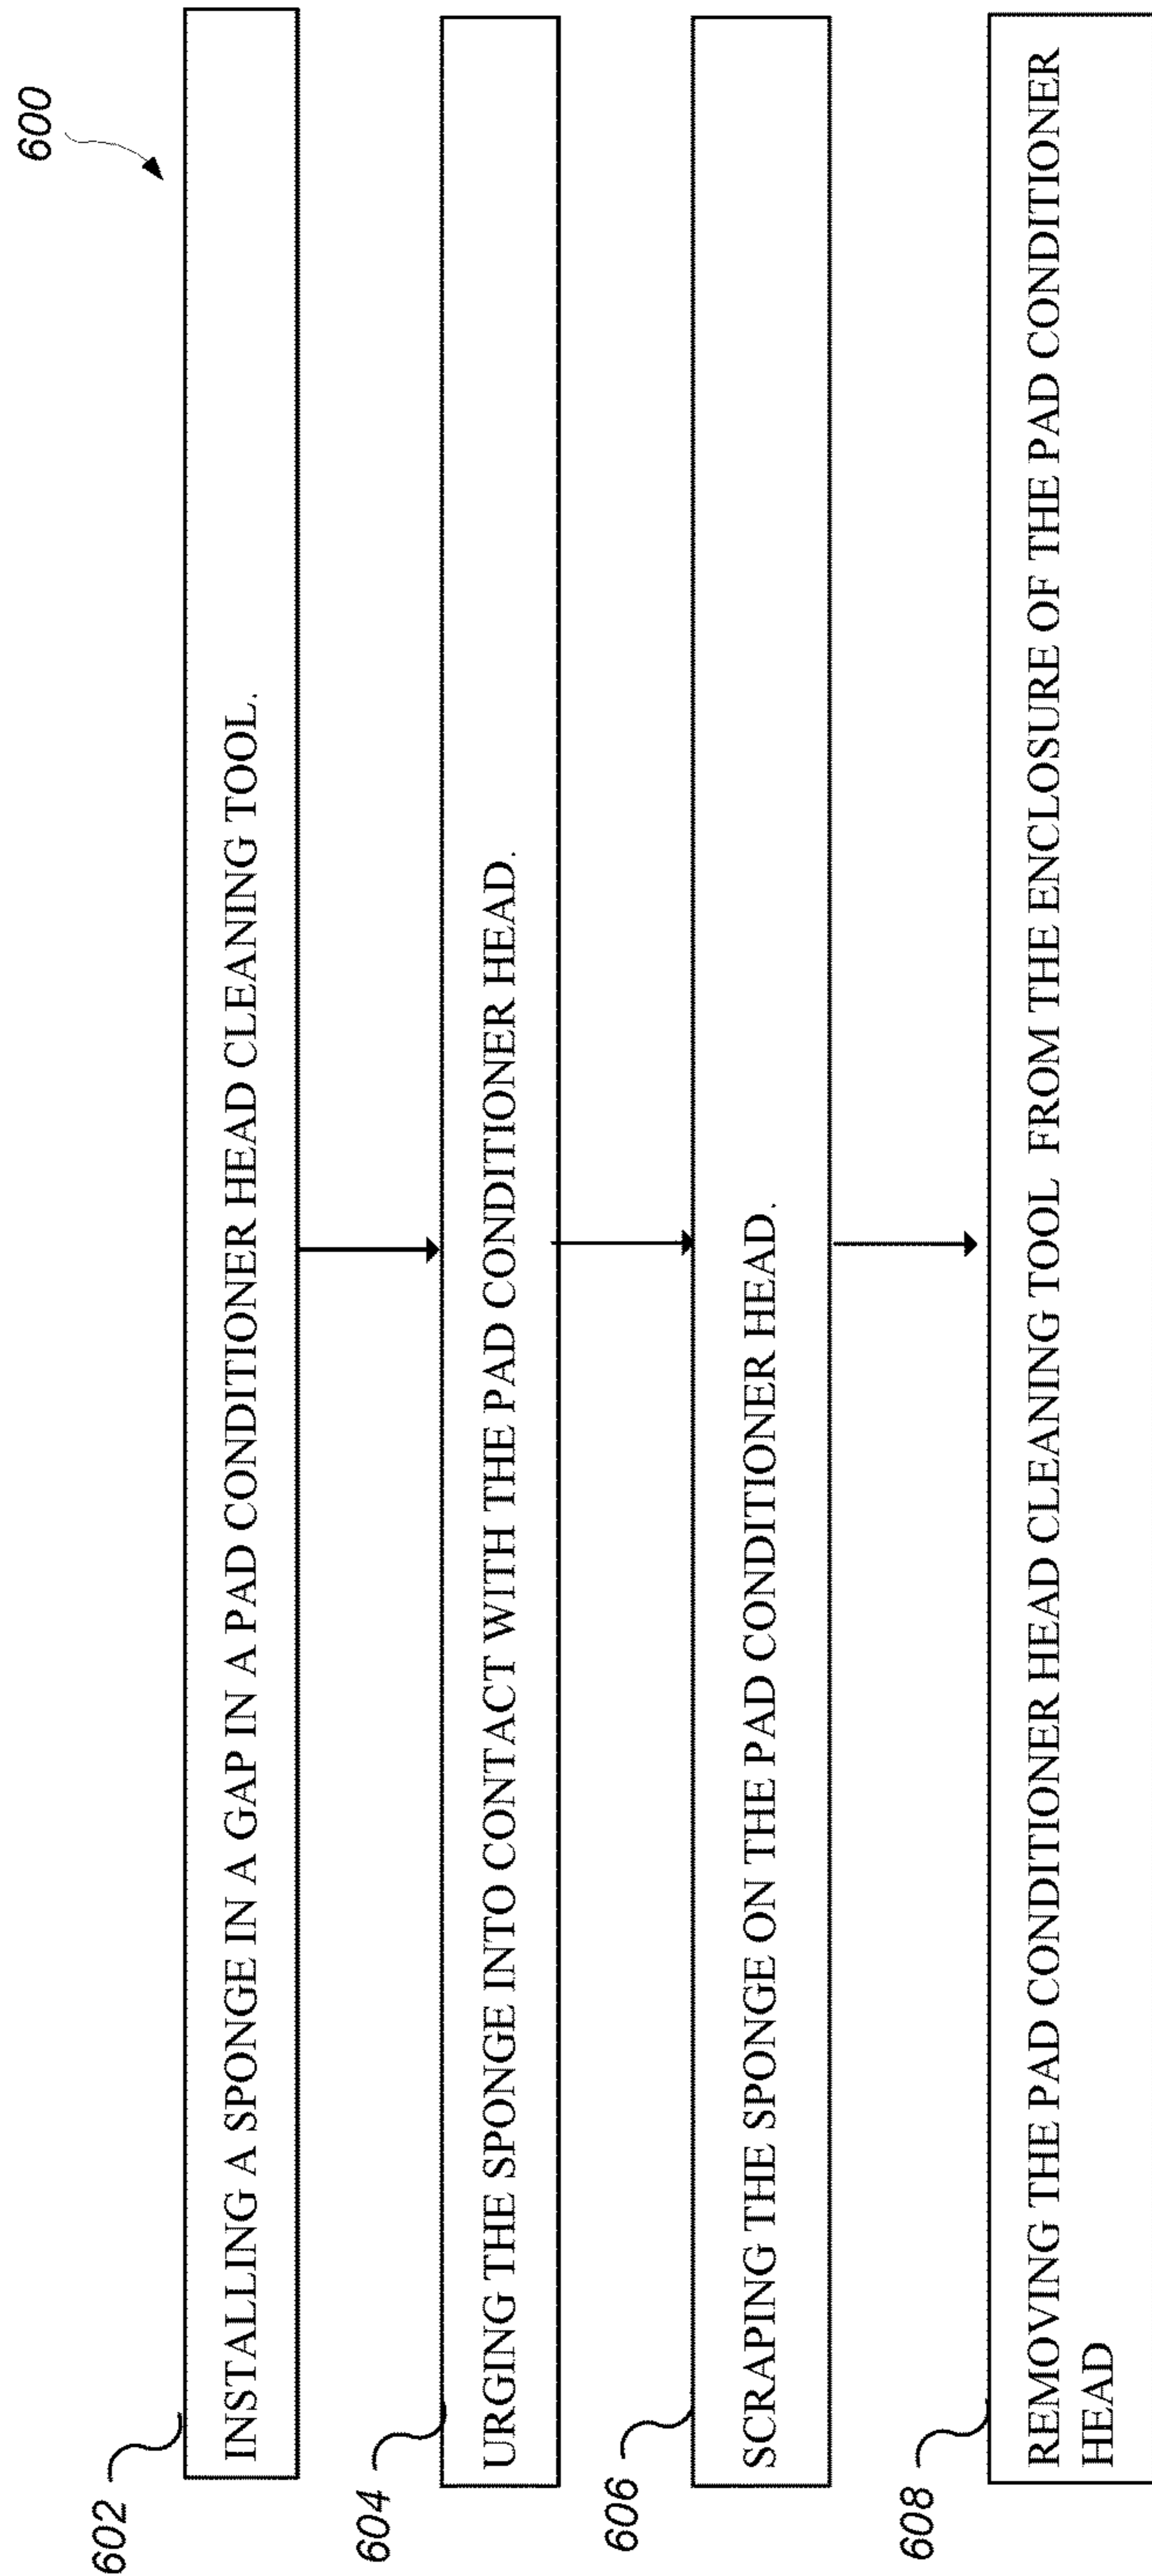 600
602
INSTALLING A SPONGE IN A GAP IN A PAD CONDITIONER HEAD CLEANING TOOL.
604
URGING THE SPONGE INTO CONTACT WITH THE PAD CONDITIONER HEAD.
606
SCRAPING THE SPONGE ON THE PAD CONDITIONER HEAD.
608
REMOVING THE PAD CONDITIONER HEAD CLEANING TOOL FROM THE ENCLOSURE OF THE PAD CONDITIONER
HEAD